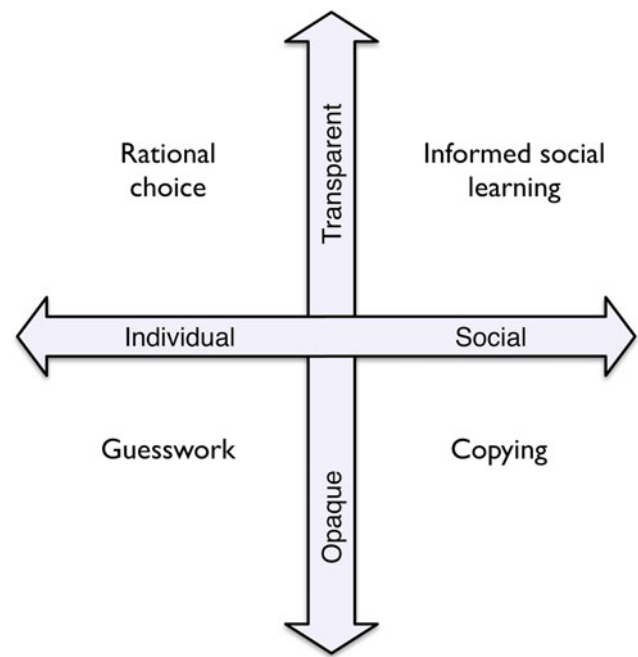 Transparent
Rational
choice
Informed social
learning
Individual
Social
Guesswork
Copying
Opaque